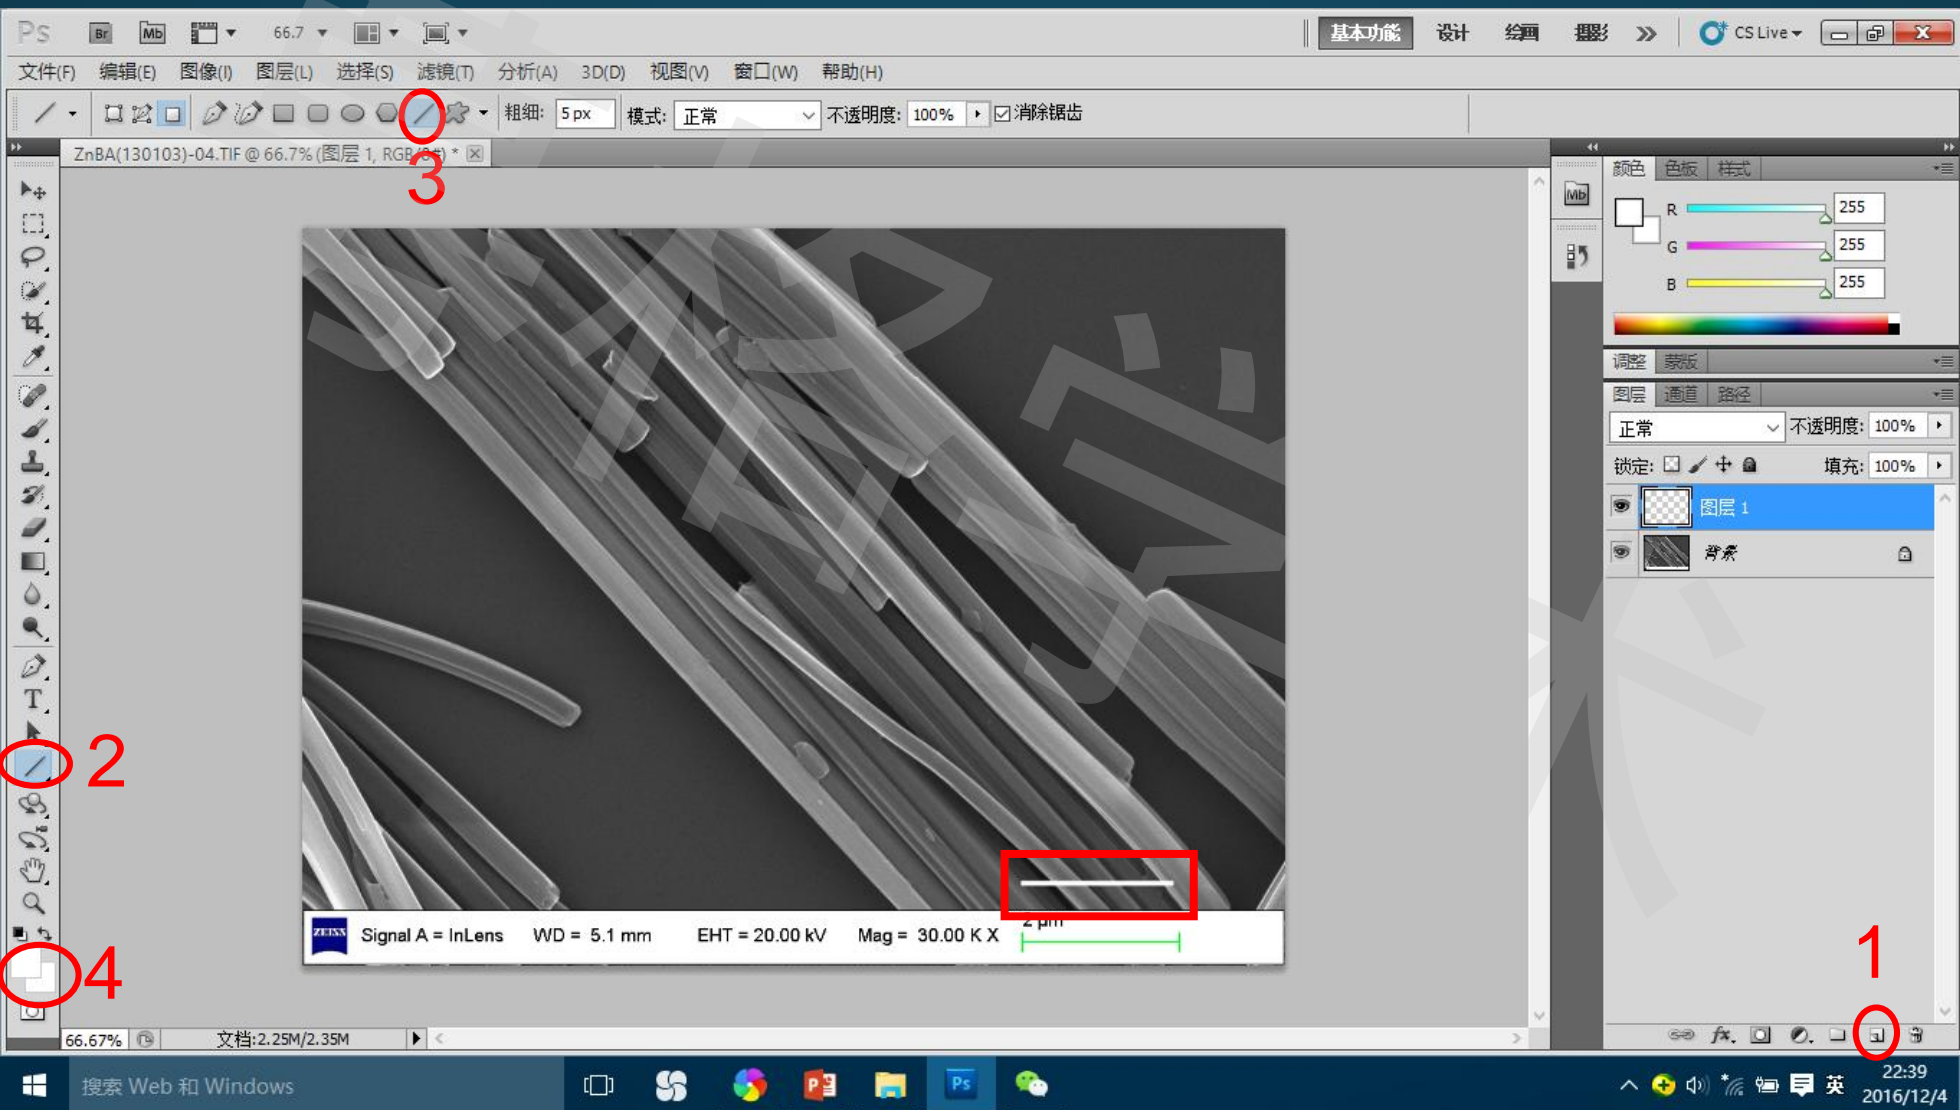 Ps Br Mb 66.7 基本功能 设计 绘画 摄影 CS Live
文件(F) 编辑(E) 图像(I) 图层(L) 选择(S) 滤镜(T) 分析(A) 3D(D) 视图(V) 窗口(W) 帮助(H)
粗细: 5 px 模式: 正常 不透明度: 100% 消除锯齿
ZnBA(130103)-04.TIF @ 66.7% (图层 1, RGB/8#) *
3
颜色 色板 样式
Mb
R 255
G 255
B 255
调整 蒙版
图层 通道 路径
正常 不透明度: 100%
锁定: 填充: 100%
图层 1
背景
T
2
ZEISS Signal A = InLens WD = 5.1 mm EHT = 20.00 kV Mag = 30.00 K X 2 µm
4
1
66.67% 文档:2.25M/2.35M
fx.
搜索 Web 和 Windows
Ps
英
22:39
2016/12/4